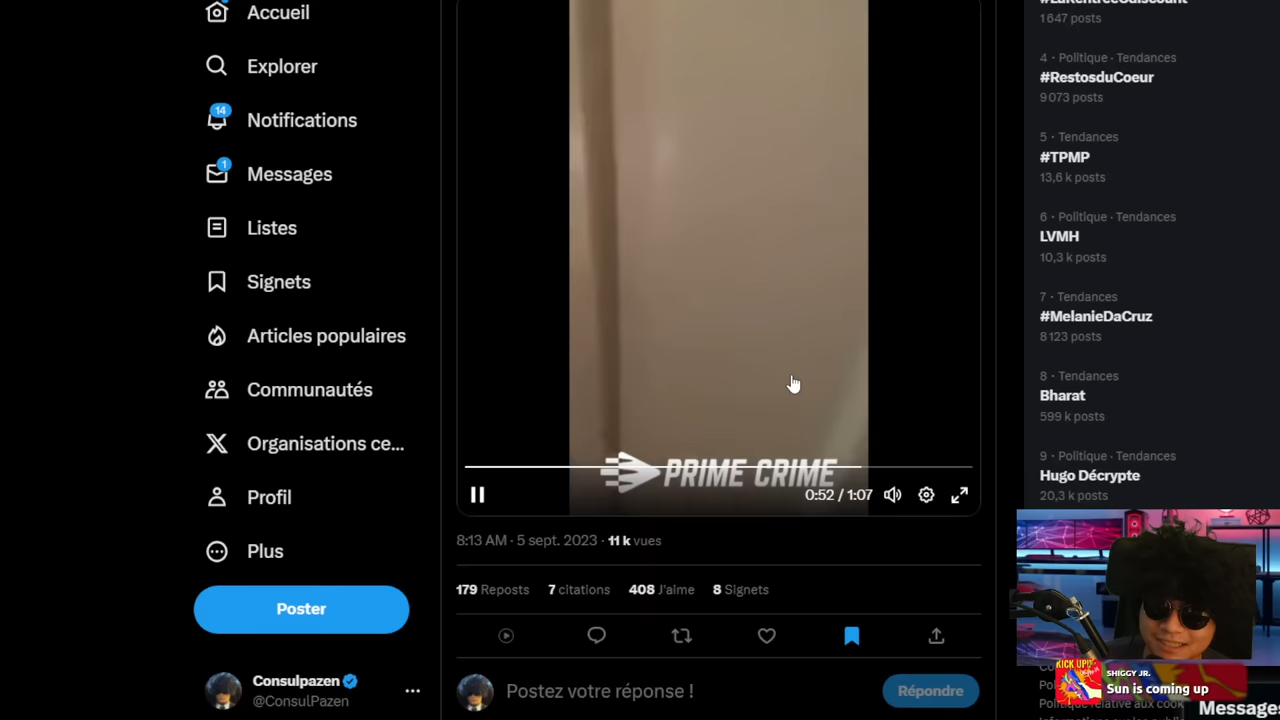 Accueil
Explorer
14
Notifications
1
Messages
Listes
Signets
Articles populaires
Communautés
Organisations ce...
Profil
Plus
Poster
Consulpazen
@ConsulPazen
PRIME CRIME
0:52 / 1:07
8:13 AM · 5 sept. 2023 · 11 k vues
179 Reposts 7 citations 408 J'aime 8 Signets
Postez votre réponse !
Répondre
1 647 posts
4 · Politique · Tendances
#RestosduCoeur
9 073 posts
5 · Tendances
#TPMP
13,6 k posts
6 · Politique · Tendances
LVMH
10,3 k posts
7 · Tendances
#MelanieDaCruz
8 123 posts
8 · Tendances
Bharat
599 k posts
9 · Politique · Tendances
Hugo Décrypte
20,3 k posts
KICK UP!!
SHIGGY JR.
Sun is coming up
Messages